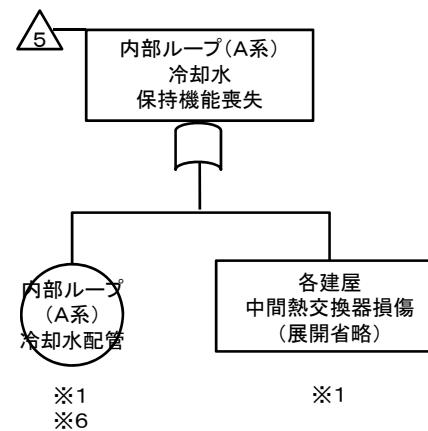 5
内部ループ(A系)
冷却水
保持機能喪失
内部ループ
(A系)
冷却水配管
※1
※6
各建屋
中間熱交換器損傷
(展開省略)
※1